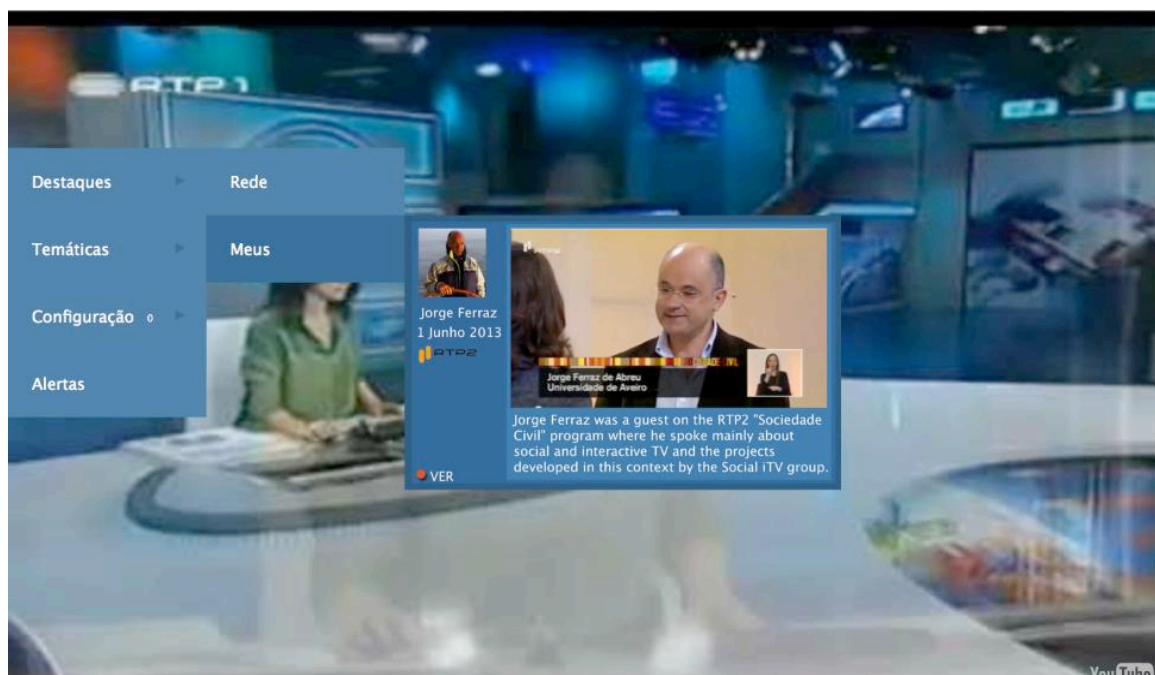 RTP1
Destaques
Rede
Temáticas
Meus
Configuração 0
Alertas
Jorge Ferraz
1 Junho 2013
RTP2
VER
Jorge Ferraz de Abreu
Universidade de Aveiro
Jorge Ferraz was a guest on the RTP2 "Sociedade
Civil" program where he spoke mainly about
social and interactive TV and the projects
developed in this context by the Social iTV group.
YouTube